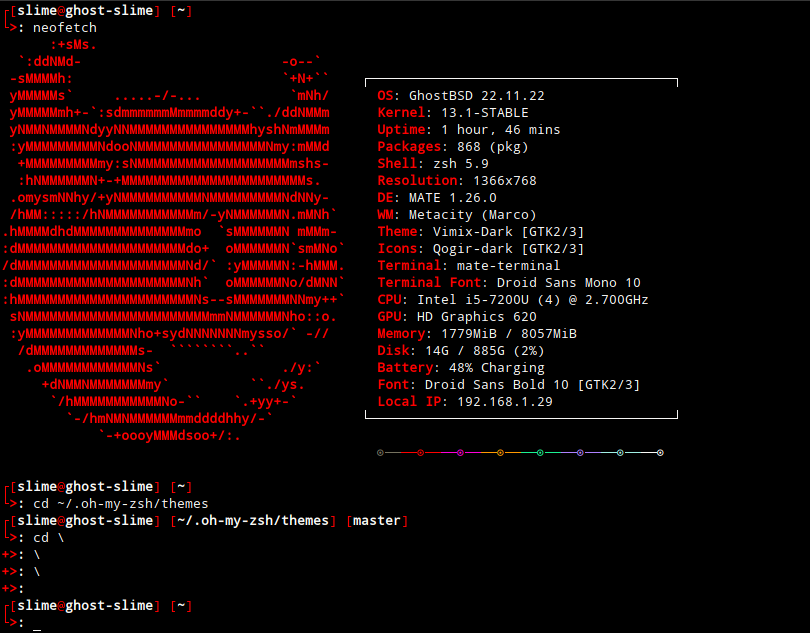 ┌[slime@ghost-slime] [~]
└>: neofetch
OS: GhostBSD 22.11.22
Kernel: 13.1-STABLE
Uptime: 1 hour, 46 mins
Packages: 868 (pkg)
Shell: zsh 5.9
Resolution: 1366x768
DE: MATE 1.26.0
WM: Metacity (Marco)
Theme: Vimix-Dark [GTK2/3]
Icons: Qogir-dark [GTK2/3]
Terminal: mate-terminal
Terminal Font: Droid Sans Mono 10
CPU: Intel i5-7200U (4) @ 2.700GHz
GPU: HD Graphics 620
Memory: 1779MiB / 8057MiB
Disk: 14G / 885G (2%)
Battery: 48% Charging
Font: Droid Sans Bold 10 [GTK2/3]
Local IP: 192.168.1.29
┌[slime@ghost-slime] [~]
└>: cd ~/.oh-my-zsh/themes
┌[slime@ghost-slime] [~/.oh-my-zsh/themes] [master]
└>: cd \
+>: \
+>: \
+>:
┌[slime@ghost-slime] [~]
└>: _